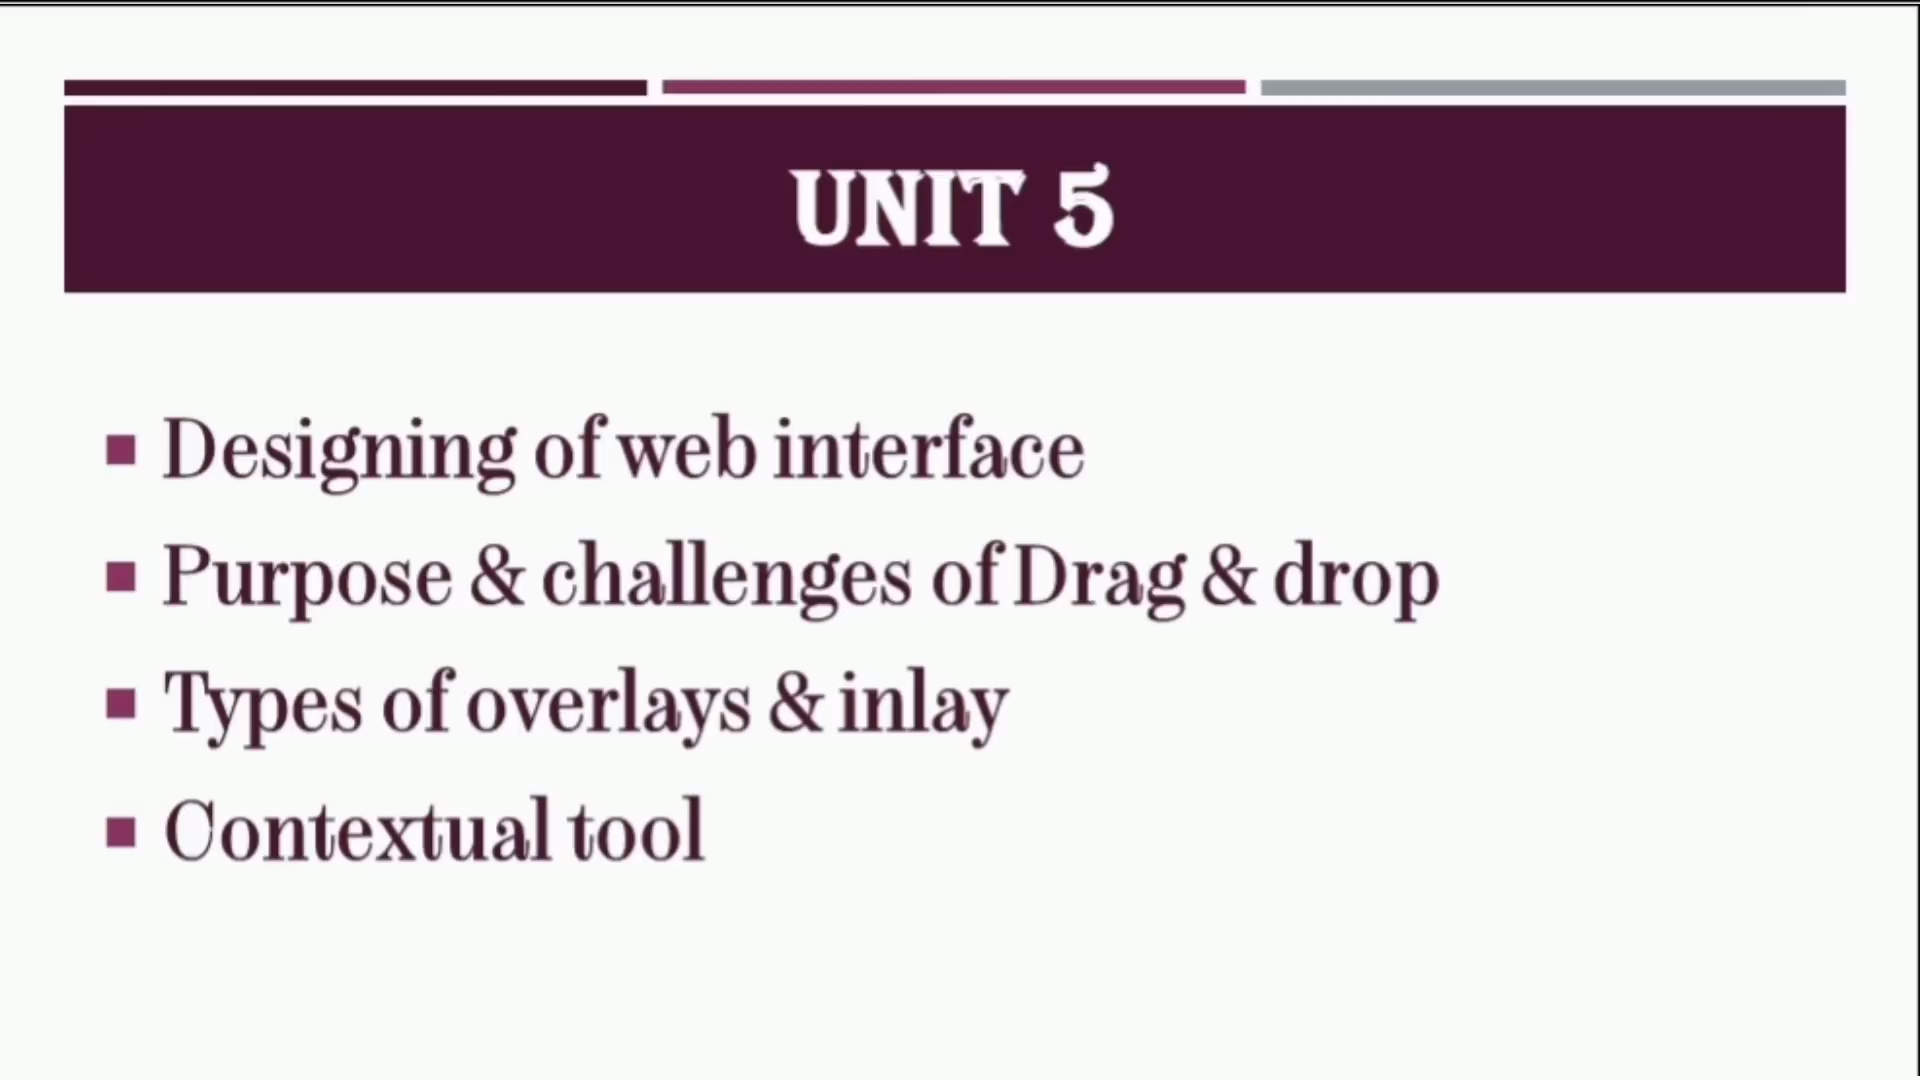 UNIT 5
Designing of web interface
Purpose & challenges of Drag & drop
Types of overlays & inlay
Contextual tool